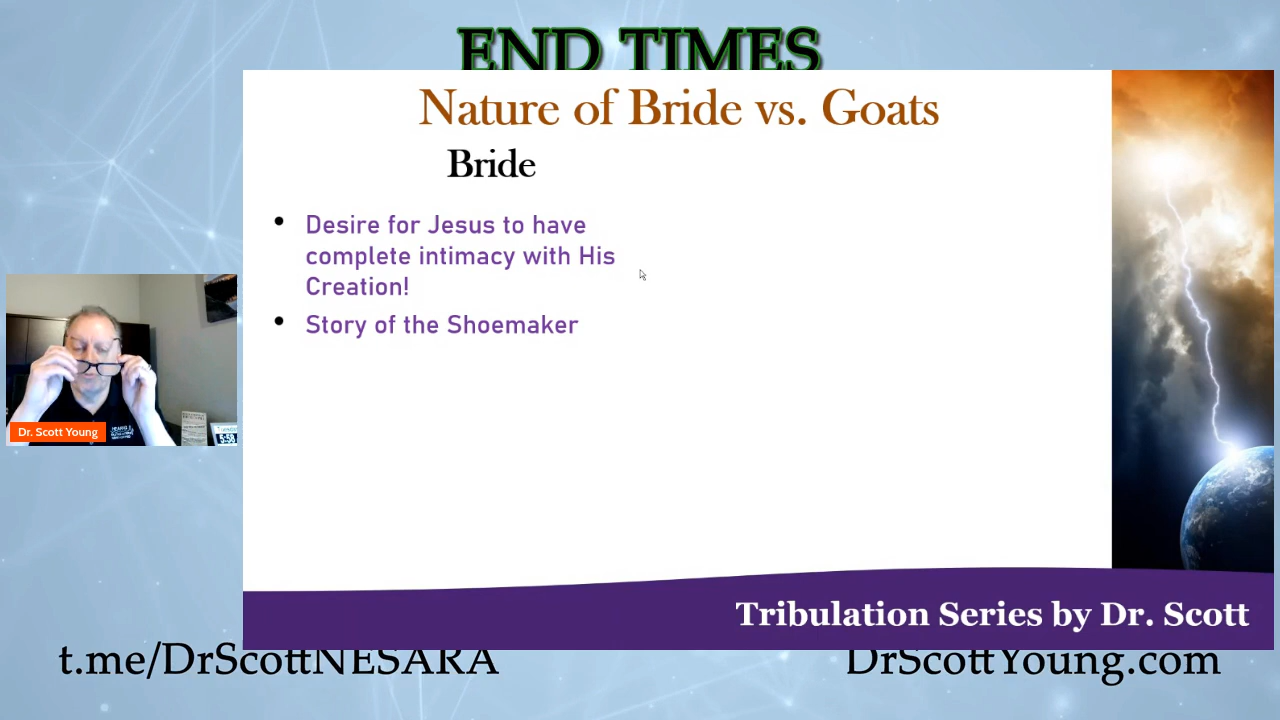 END TIMES
Nature of Bride vs. Goats
Bride
• Desire for Jesus to have
complete intimacy with His
Creation!
• Story of the Shoemaker
Dr. Scott Young
Tribulation Series by Dr. Scott
t.me/DrScottNESARA
DrScottYoung.com